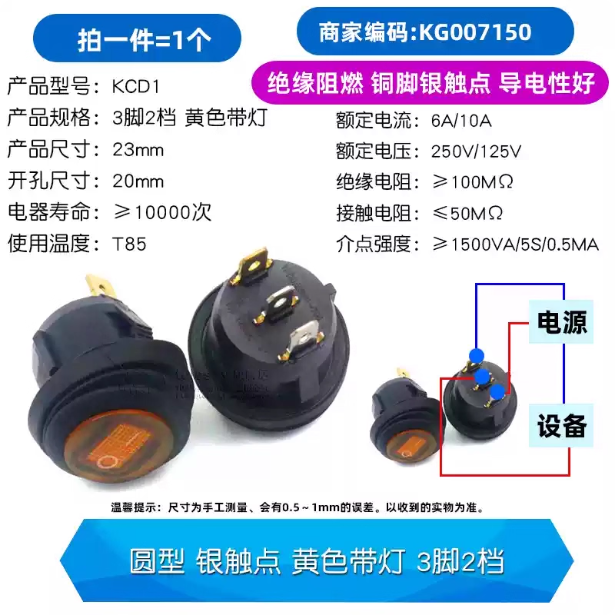 拍一件=1个
商家编码:KG007150
绝缘阻燃 铜脚银触点 导电性好
产品型号: KCD1
产品规格: 3脚2档 黄色带灯
产品尺寸: 23mm
开孔尺寸: 20mm
电器寿命: ≥10000次
使用温度: T85
额定电流: 6A/10A
额定电压: 250V/125V
绝缘电阻: ≥100MΩ
接触电阻: ≤50MΩ
介点强度: ≥1500VA/5S/0.5MA
电源
设备
温馨提示: 尺寸为手工测量、会有0.5~1mm的误差。以收到的实物为准。
圆型 银触点 黄色带灯 3脚2档